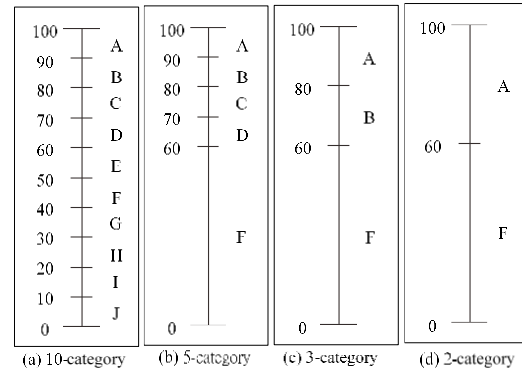 100
A
90
B
80
C
70
D
60
E
50
F
40
G
30
H
20
I
10
J
0
(a) 10-category
100
A
90
B
80
C
70
D
60
F
0
(b) 5-category
100
A
80
B
60
F
0
(c) 3-category
100
A
60
F
0
(d) 2-category